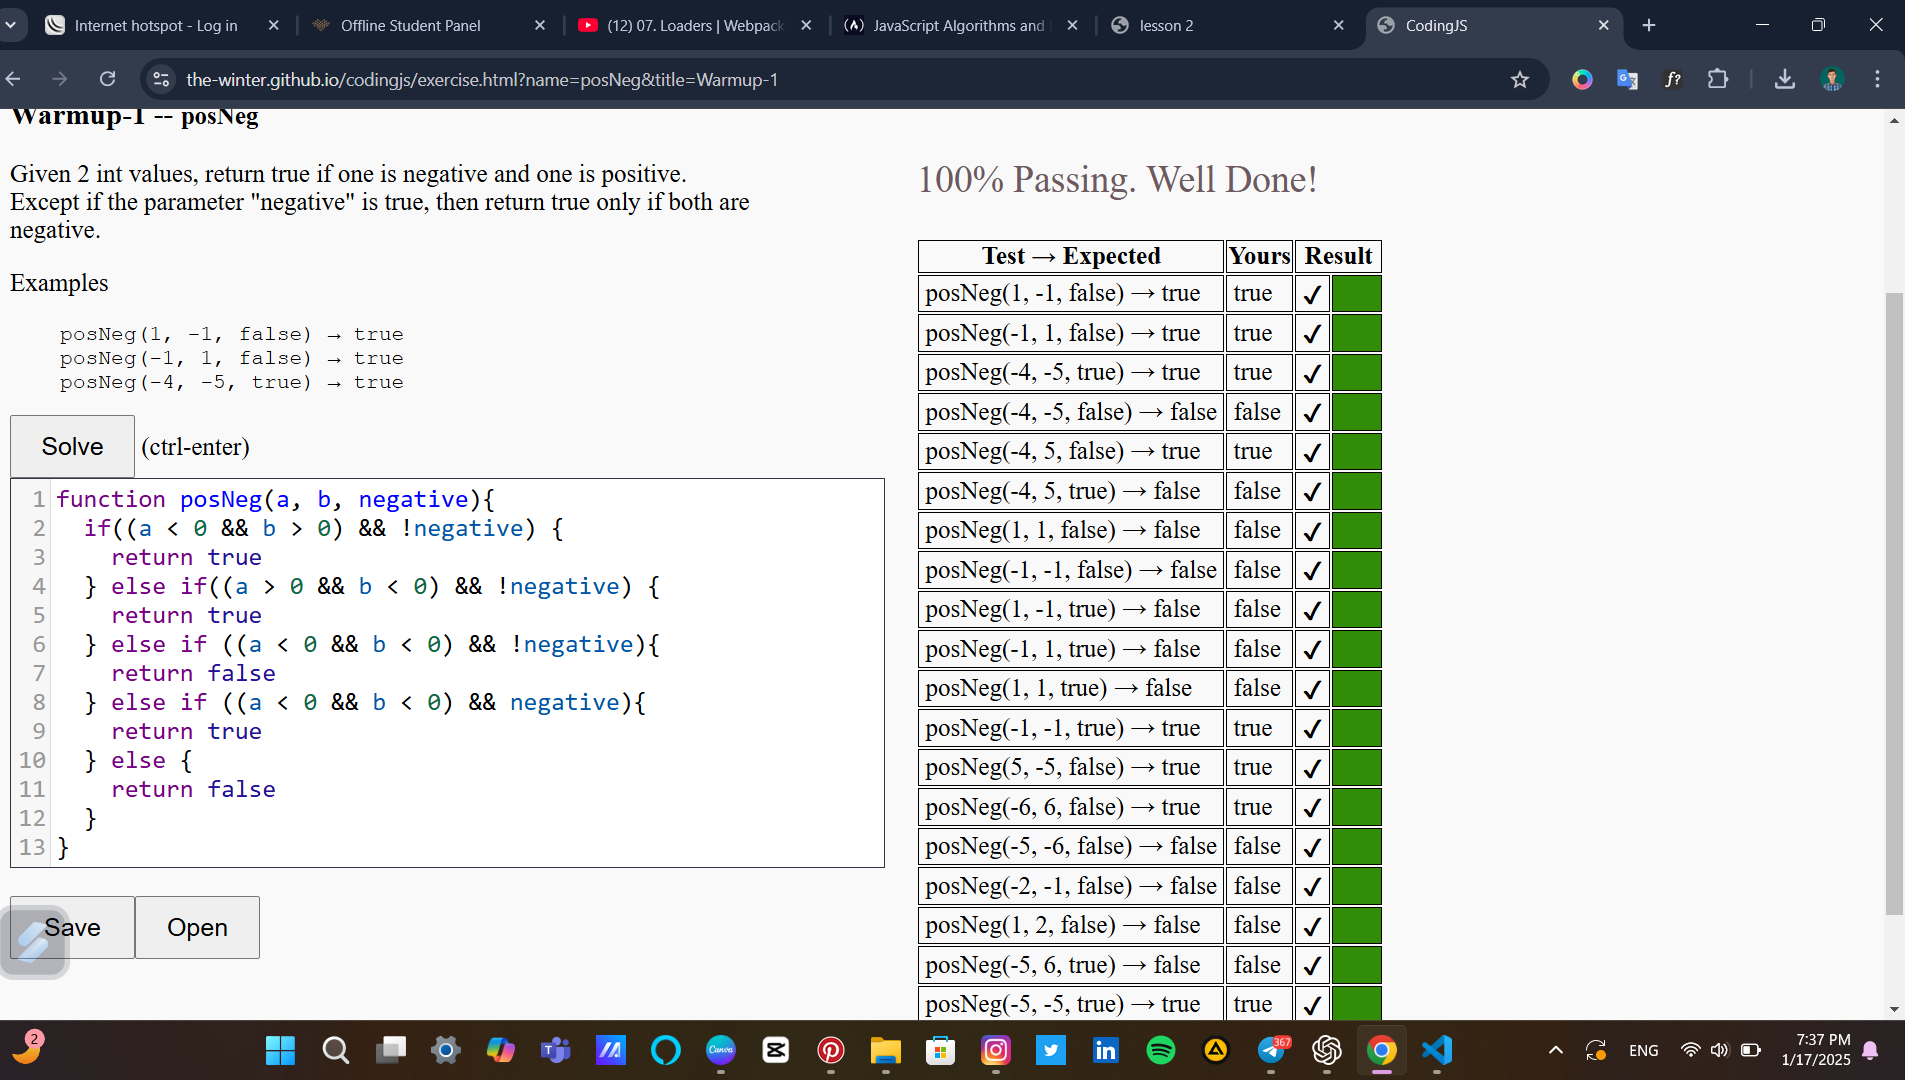 Internet hotspot - Log in
Offline Student Panel
(12) 07. Loaders | Webpack
JavaScript Algorithms and
lesson 2
CodingJS
the-winter.github.io/codingjs/exercise.html?name=posNeg&title=Warmup-1
Warmup-1 -- posNeg
Given 2 int values, return true if one is negative and one is positive.
Except if the parameter "negative" is true, then return true only if both are
negative.
Examples
posNeg(1, -1, false) → true
posNeg(-1, 1, false) → true
posNeg(-4, -5, true) → true
Solve (ctrl-enter)
1 function posNeg(a, b, negative){
2 if((a < 0 && b > 0) && !negative) {
3 return true
4 } else if((a > 0 && b < 0) && !negative) {
5 return true
6 } else if ((a < 0 && b < 0) && !negative){
7 return false
8 } else if ((a < 0 && b < 0) && negative){
9 return true
10 } else {
11 return false
12 }
13 }
Save Open
100% Passing. Well Done!
Test → Expected Yours Result
posNeg(1, -1, false) → true true ✓
posNeg(-1, 1, false) → true true ✓
posNeg(-4, -5, true) → true true ✓
posNeg(-4, -5, false) → false false ✓
posNeg(-4, 5, false) → true true ✓
posNeg(-4, 5, true) → false false ✓
posNeg(1, 1, false) → false false ✓
posNeg(-1, -1, false) → false false ✓
posNeg(1, -1, true) → false false ✓
posNeg(-1, 1, true) → false false ✓
posNeg(1, 1, true) → false false ✓
posNeg(-1, -1, true) → true true ✓
posNeg(5, -5, false) → true true ✓
posNeg(-6, 6, false) → true true ✓
posNeg(-5, -6, false) → false false ✓
posNeg(-2, -1, false) → false false ✓
posNeg(1, 2, false) → false false ✓
posNeg(-5, 6, true) → false false ✓
posNeg(-5, -5, true) → true true ✓
2
Canva
367
ENG
7:37 PM
1/17/2025